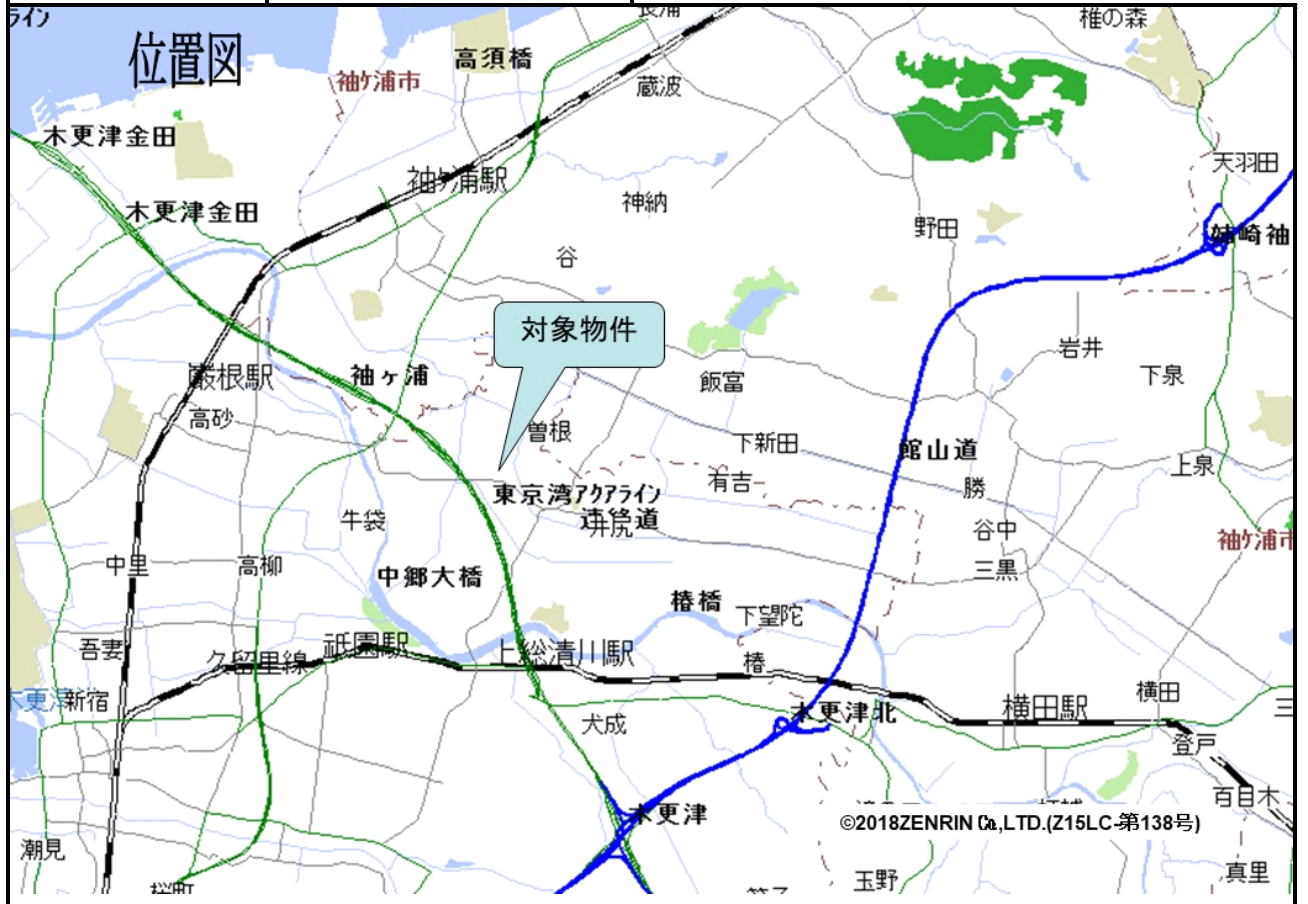 ライン
位置図
高須橋
椎の森
袖ケ浦市
蔵波
木更津金田
袖ケ浦駅
天羽田
木更津金田
神納
野田
姉崎袖
谷
対象物件
岩井
巌根駅
袖ヶ浦
飯富
下泉
高砂
曽根
下新田
館山道
上泉
有吉
勝
東京湾アクアライン
連絡道
牛袋
井尻
谷中
袖ケ浦市
中里
高柳
中郷大橋
三黒
椿橋
下望陀
吾妻
久留里線
祇園駅
上総清川駅
椿
木更津
新宿
横田
横田駅
三
犬成
木更津北
登戸
百目木
木更津
©2018ZENRIN Co,LTD.(Z15LC-第138号)
潮見
桜町
玉野
真里